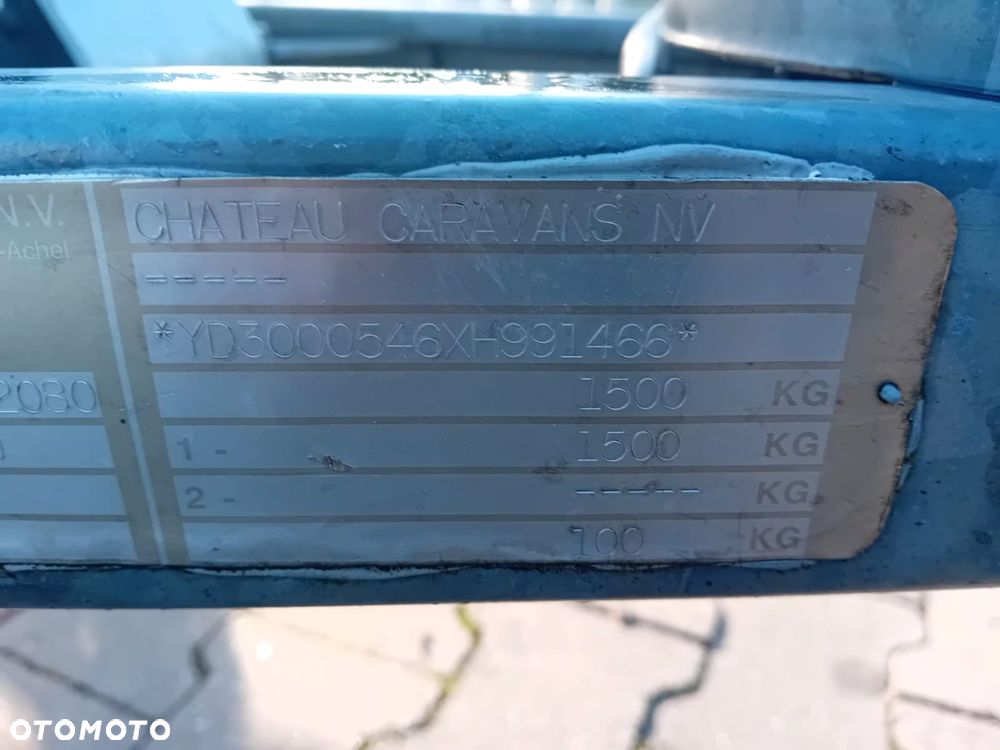 N.V.
-Achel
2080
CHATEAU CARAVANS NV
-----
*YD3000546XH991466*
1500 KG.
1 - 1500 KG
2 - ----- KG.
100 KG
OTOMOTO